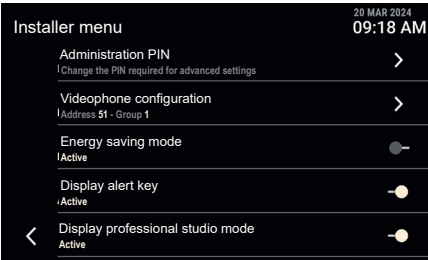 20 MAR 2024
Installer menu 09:18 AM
Administration PIN
Change the PIN required for advanced settings
Videophone configuration
Address 51 - Group 1
Energy saving mode
Active
Display alert key
Active
Display professional studio mode
Active